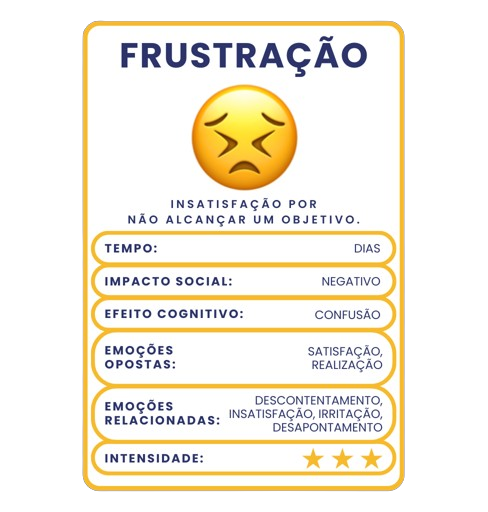 FRUSTRAÇÃO
INSATISFAÇÃO POR
NÃO ALCANÇAR UM OBJETIVO.
TEMPO: DIAS
IMPACTO SOCIAL: NEGATIVO
EFEITO COGNITIVO: CONFUSÃO
EMOÇÕES
OPOSTAS:
SATISFAÇÃO,
REALIZAÇÃO
EMOÇÕES
RELACIONADAS:
DESCONTENTAMENTO,
INSATISFAÇÃO, IRRITAÇÃO,
DESAPONTAMENTO
INTENSIDADE: